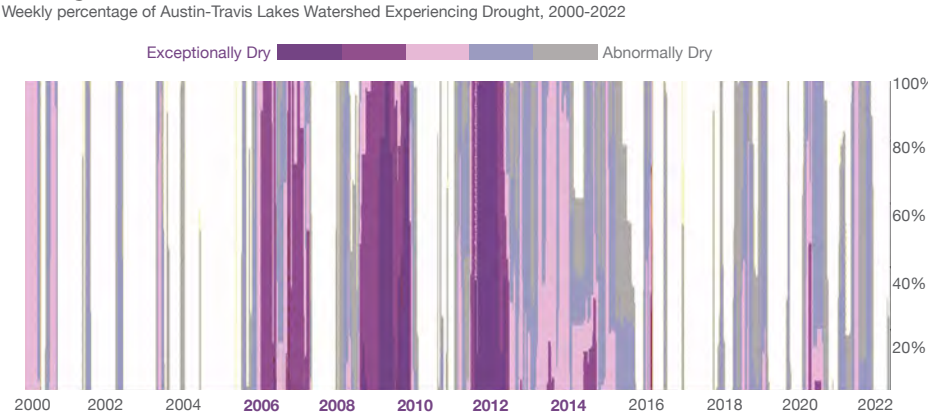 Weekly percentage of Austin-Travis Lakes Watershed Experiencing Drought, 2000-2022
Exceptionally Dry Abnormally Dry
100%
80%
60%
40%
20%
2000 2002 2004 2006 2008 2010 2012 2014 2016 2018 2020 2022